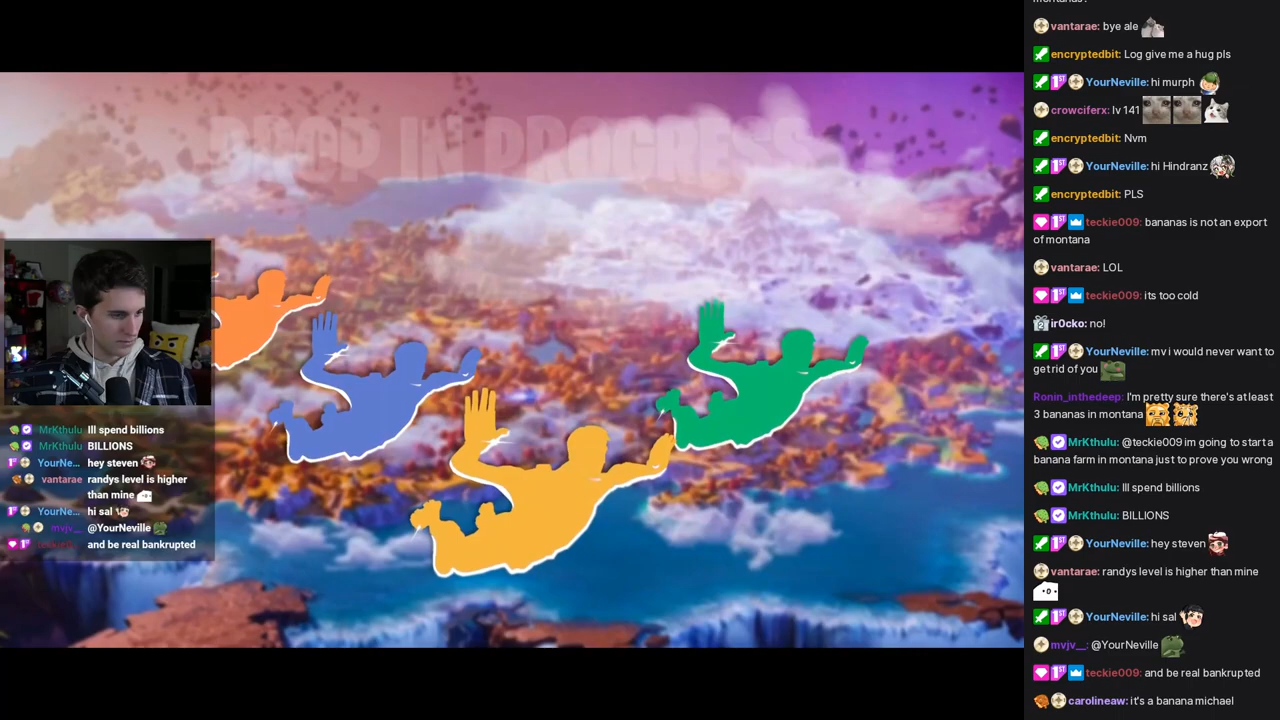 DROP IN PROGRESS
MrKthulu Ill spend billions
MrKthulu BILLIONS
YourNe... hey steven
vantarae randys level is higher
than mine
YourNe... hi sal
mvjv__ @YourNeville
and be real bankrupted
vantarae: bye ale
encryptedbit: Log give me a hug pls
YourNeville: hi murph
crowciferx: lv 141
encryptedbit: Nvm
YourNeville: hi Hindranz
encryptedbit: PLS
teckie009: bananas is not an export
of montana
vantarae: LOL
teckie009: its too cold
ir0cko: no!
YourNeville: mv i would never want to
get rid of you
Ronin_inthedeep: I'm pretty sure there's at least
3 bananas in montana
MrKthulu: @teckie009 im going to start a
banana farm in montana just to prove you wrong
MrKthulu: Ill spend billions
MrKthulu: BILLIONS
YourNeville: hey steven
vantarae: randys level is higher than mine
YourNeville: hi sal
mvjv__: @YourNeville
teckie009: and be real bankrupted
carolineaw: it's a banana michael